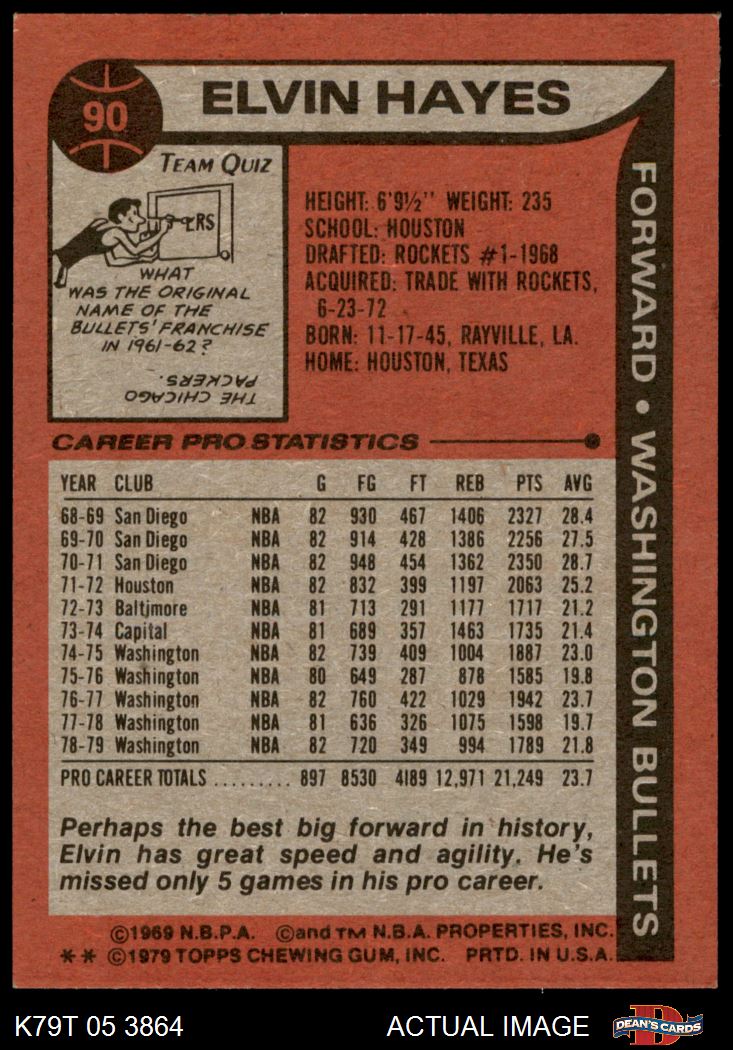 90
ELVIN HAYES
TEAM QUIZ
ERS
WHAT
WAS THE ORIGINAL
NAME OF THE
BULLETS' FRANCHISE
IN 1961-62?
THE CHICAGO
PACKERS.
HEIGHT: 6'9½" WEIGHT: 235
SCHOOL: HOUSTON
DRAFTED: ROCKETS #1-1968
ACQUIRED: TRADE WITH ROCKETS,
6-23-72
BORN: 11-17-45, RAYVILLE, LA.
HOME: HOUSTON, TEXAS
FORWARD • WASHINGTON BULLETS
CAREER PRO STATISTICS
YEAR CLUB G FG FT REB PTS AVG
68-69 San Diego NBA 82 930 467 1406 2327 28.4
69-70 San Diego NBA 82 914 428 1386 2256 27.5
70-71 San Diego NBA 82 948 454 1362 2350 28.7
71-72 Houston NBA 82 832 399 1197 2063 25.2
72-73 Baltimore NBA 81 713 291 1177 1717 21.2
73-74 Capital NBA 81 689 357 1463 1735 21.4
74-75 Washington NBA 82 739 409 1004 1887 23.0
75-76 Washington NBA 80 649 287 878 1585 19.8
76-77 Washington NBA 82 760 422 1029 1942 23.7
77-78 Washington NBA 81 636 326 1075 1598 19.7
78-79 Washington NBA 82 720 349 994 1789 21.8
PRO CAREER TOTALS ......... 897 8530 4189 12,971 21,249 23.7
Perhaps the best big forward in history,
Elvin has great speed and agility. He's
missed only 5 games in his pro career.
©1969 N.B.P.A. ©and TM N.B.A. PROPERTIES, INC.
** ©1979 TOPPS CHEWING GUM, INC. PRTD. IN U.S.A.
K79T 05 3864 ACTUAL IMAGE
D
DEAN'S CARDS